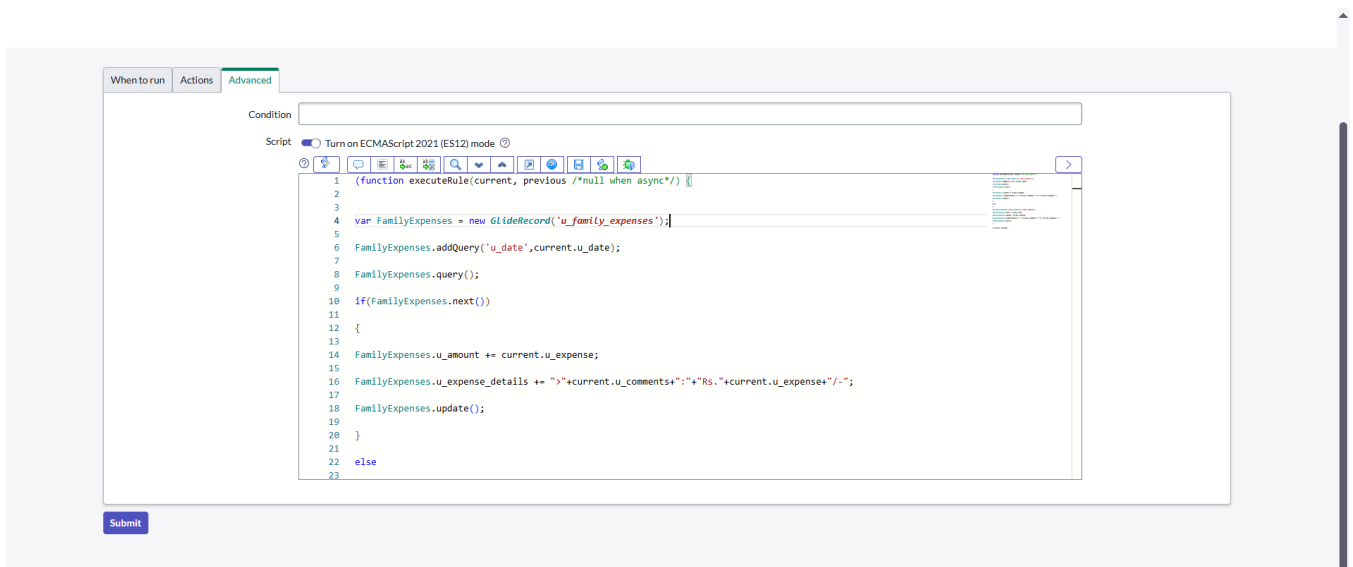 When to run Actions Advanced
Condition
Script Turn on ECMAScript 2021 (ES12) mode
1 (function executeRule(current, previous /*null when async*/) {
2
3
4 var FamilyExpenses = new GlideRecord('u_family_expenses');
5
6 FamilyExpenses.addQuery('u_date',current.u_date);
7
8 FamilyExpenses.query();
9
10 if(FamilyExpenses.next())
11
12 {
13
14 FamilyExpenses.u_amount += current.u_expense;
15
16 FamilyExpenses.u_expense_details += ">"+current.u_comments+":"+"Rs."+current.u_expense+"/-";
17
18 FamilyExpenses.update();
19
20 }
21
22 else
23
Submit